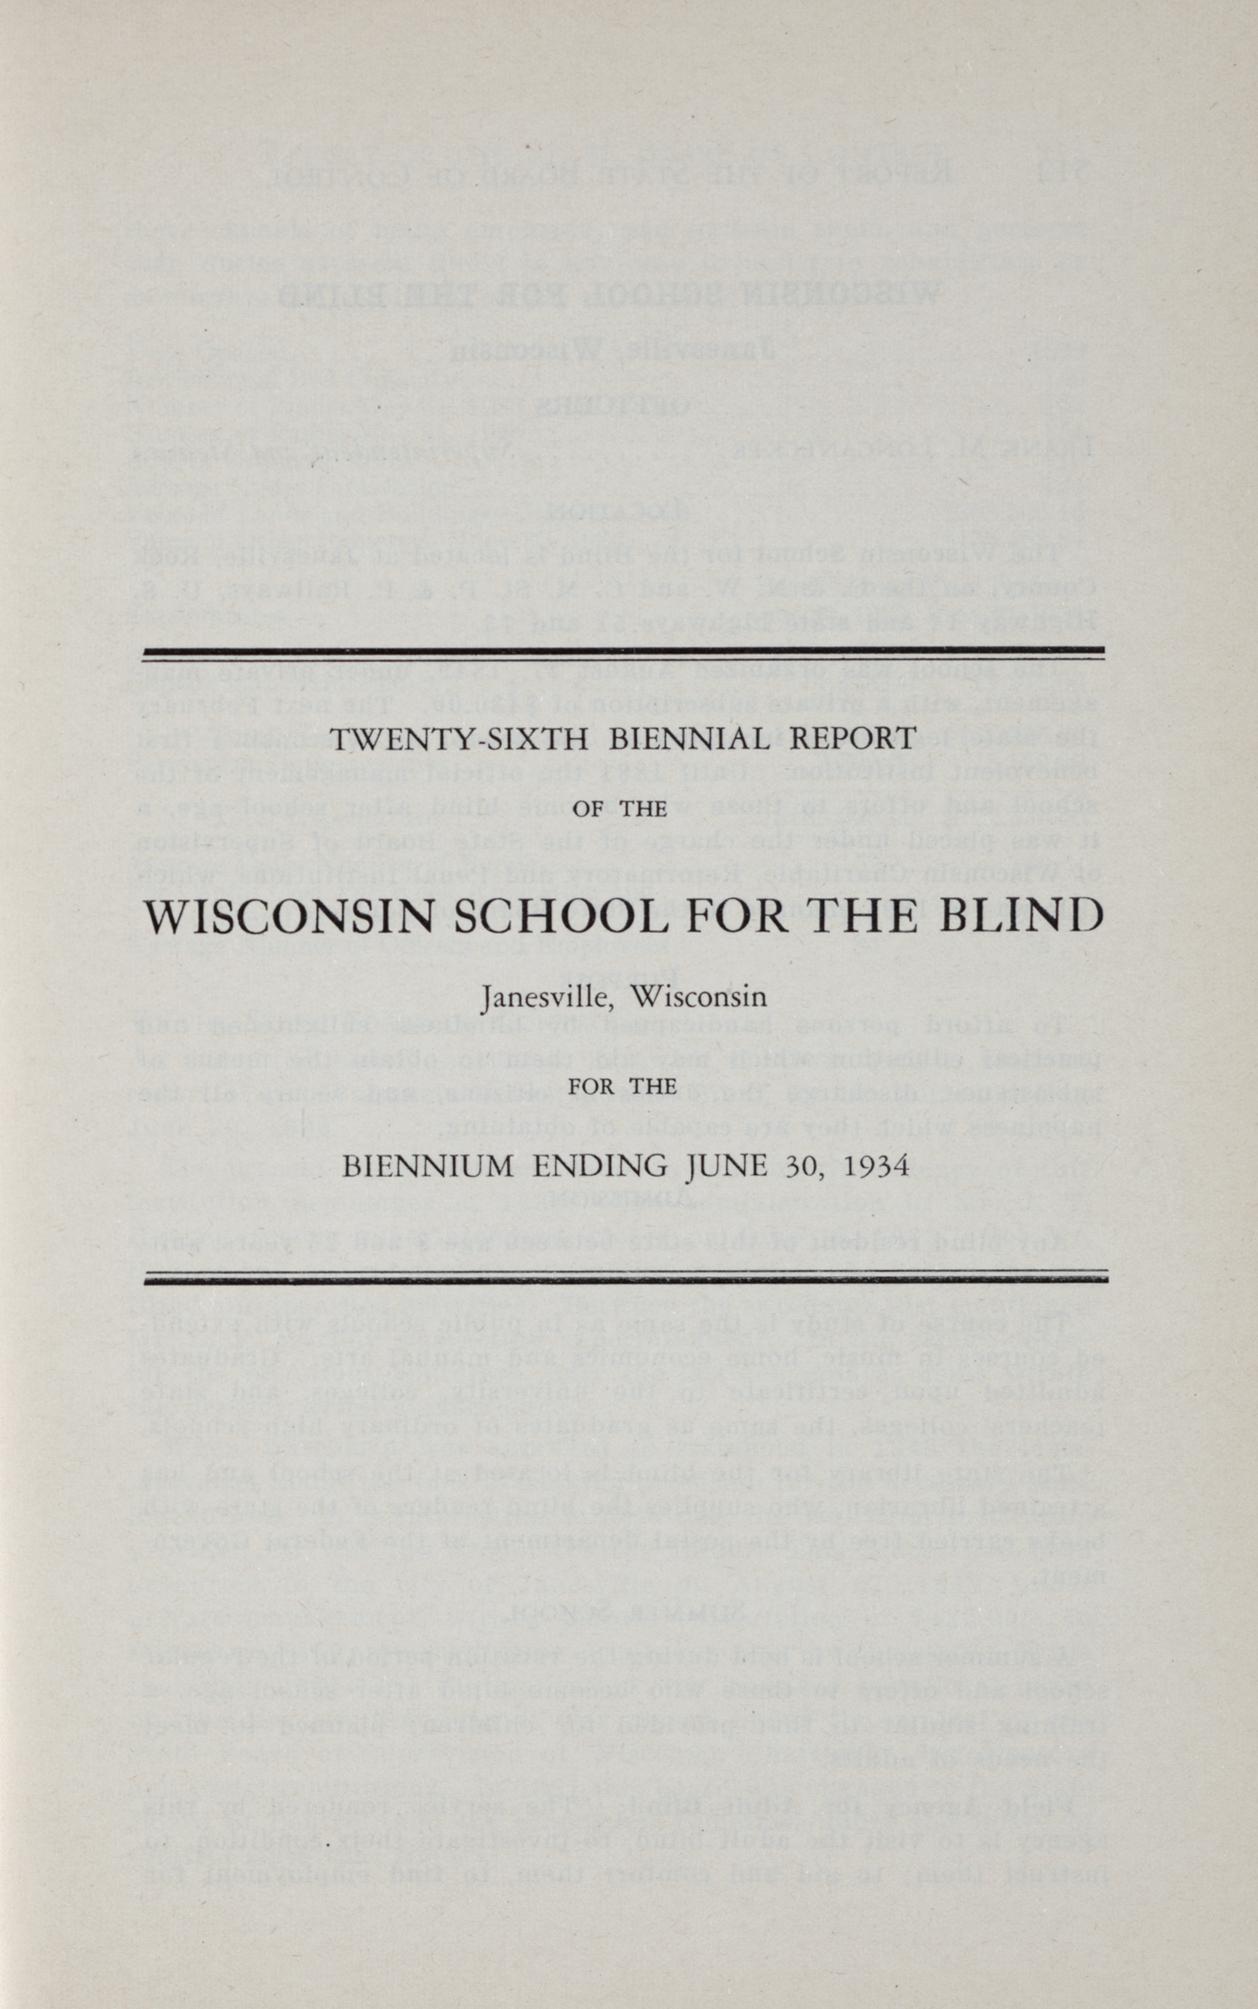 TWENTY-SIXTH BIENNIAL REPORT
OF THE
WISCONSIN SCHOOL FOR THE BLIND
Janesville, Wisconsin
FOR THE
BIENNIUM ENDING JUNE 30, 1934